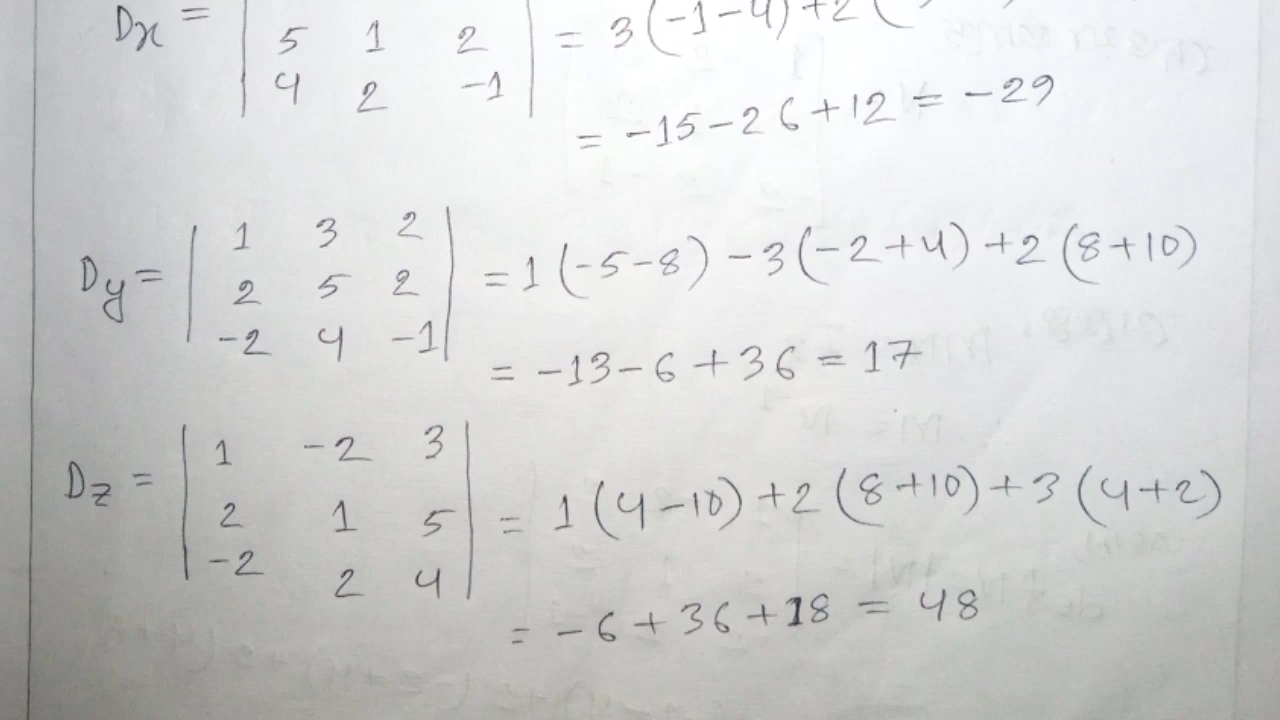 Dx = | 5 1 2 | = 3(-1-4)+2(
| 4 2 -1 |
= -15-26+12 = -29
| 1 3 2 |
Dy = | 2 5 2 | = 1(-5-8) -3(-2+4) +2(8+10)
| -2 4 -1 |
= -13-6+36 = 17
| 1 -2 3 |
Dz = | 2 1 5 | = 1(4-10)+2(8+10)+3(4+2)
| -2 2 4 |
= -6+36+18 = 48